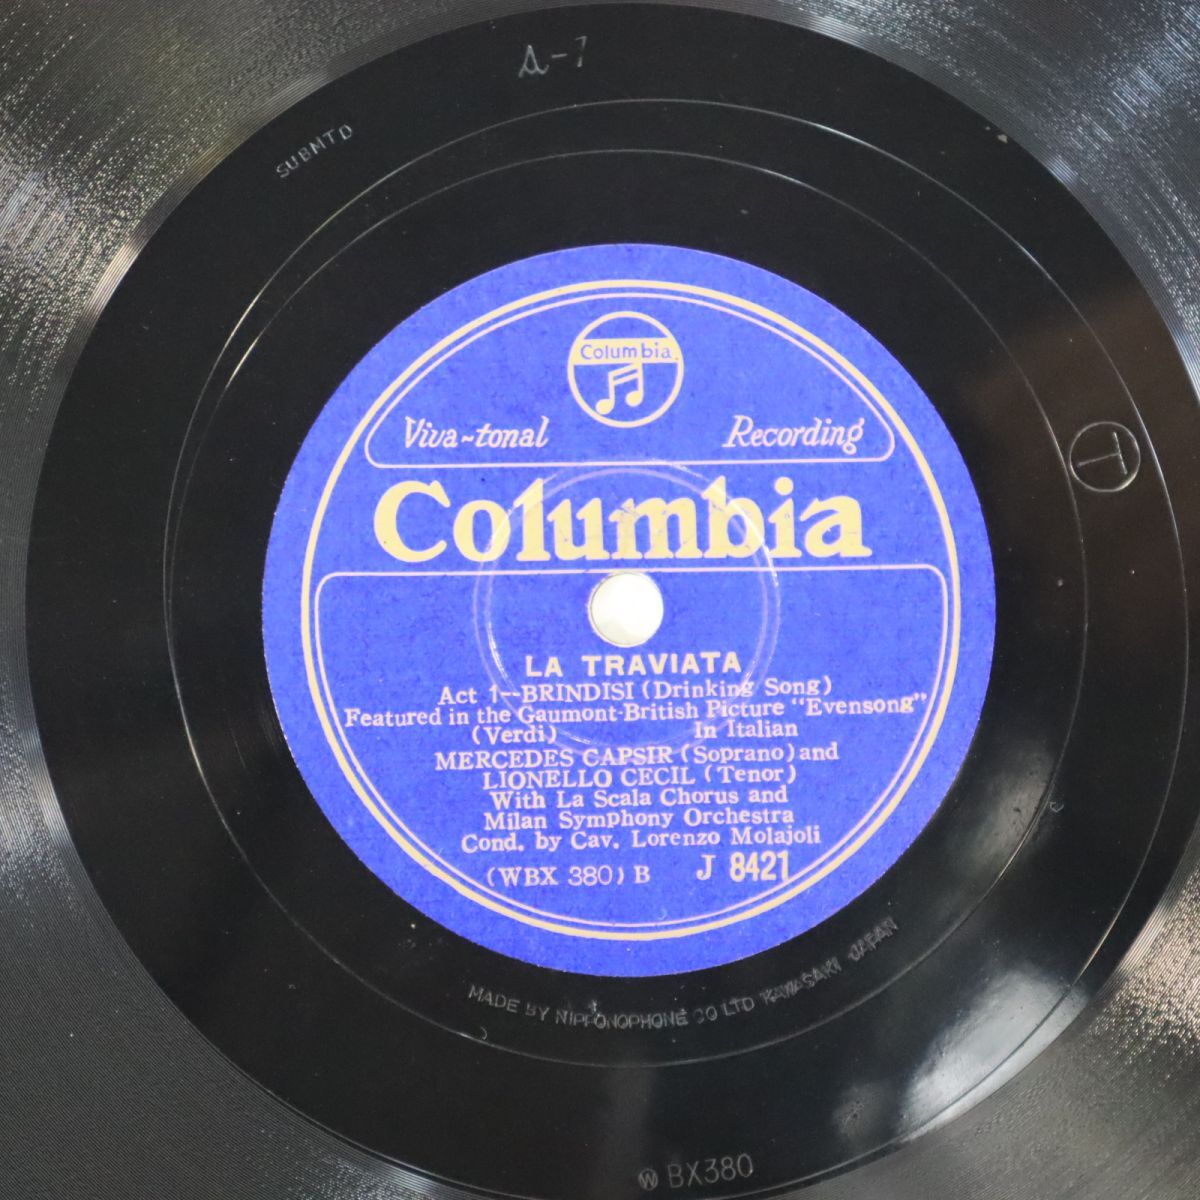 A-1
SUBMTD
Columbia
Viva-tonal Recording
Columbia
T
LA TRAVIATA
Act 1--BRINDISI (Drinking Song)
Featured in the Gaumont-British Picture "Evensong"
(Verdi) In Italian
MERCEDES CAPSIR (Soprano) and
LIONELLO CECIL (Tenor)
With La Scala Chorus and
Milan Symphony Orchestra
Cond. by Cav. Lorenzo Molajoli
(WBX 380) B J 8421
MADE BY NIPPONOPHONE CO LTD KAWASAKI JAPAN
W BX380